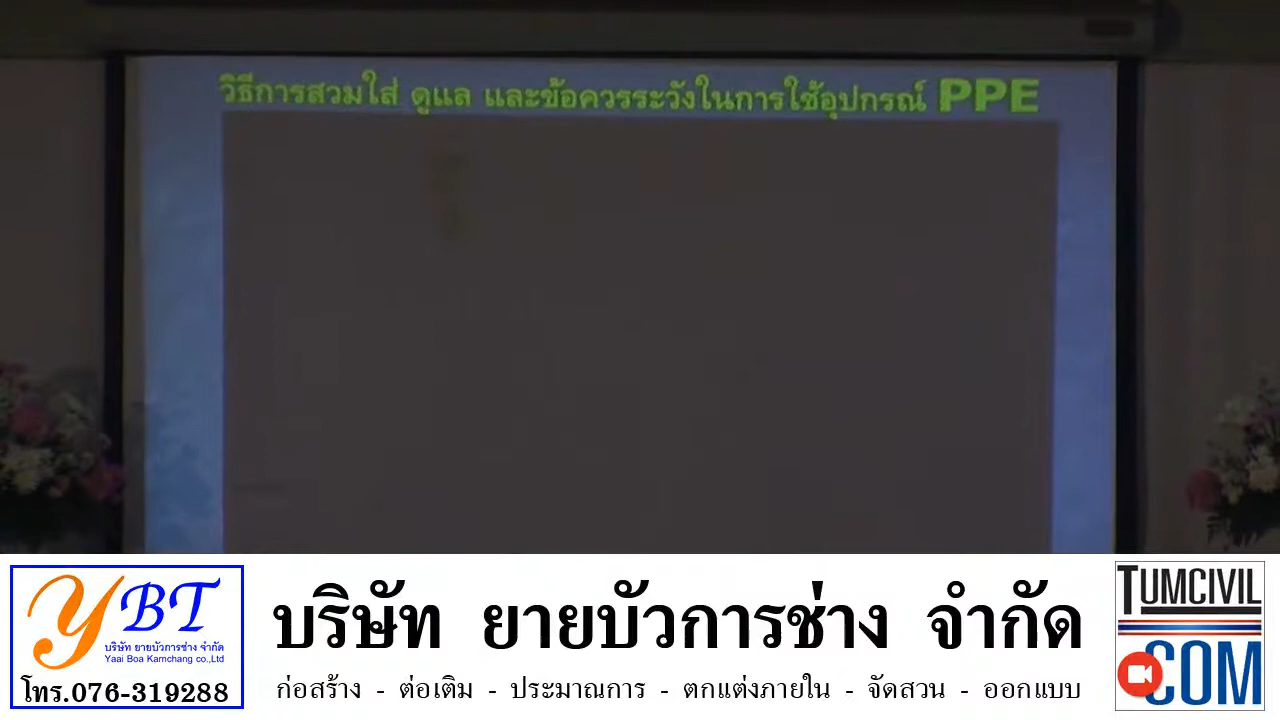 วิธีการสวมใส่ ดูแล และข้อควรระวังในการใช้อุปกรณ์ PPE
YBT
บริษัท ยายบัวการช่าง จำกัด
Yaai Boa Karnchang co.,Ltd
โทร.076-319288
บริษัท ยายบัวการช่าง จำกัด
ก่อสร้าง - ต่อเติม - ประมาณการ - ตกแต่งภายใน - จัดสวน - ออกแบบ
TUMCIVIL
.COM